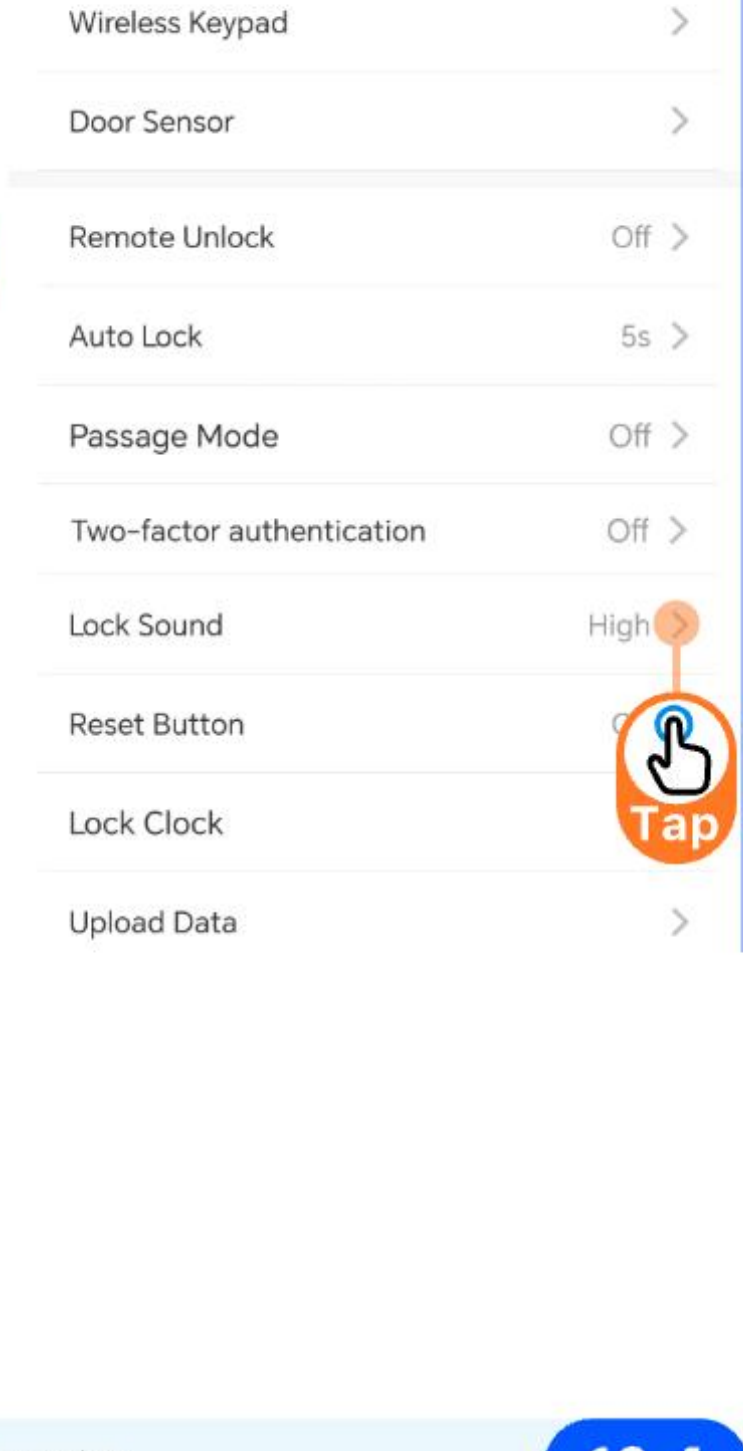 Wireless Keypad
Door Sensor
Remote Unlock Off
Auto Lock 5s
Passage Mode Off
Two-factor authentication Off
Lock Sound High
Reset Button
Lock Clock
Tap
Upload Data